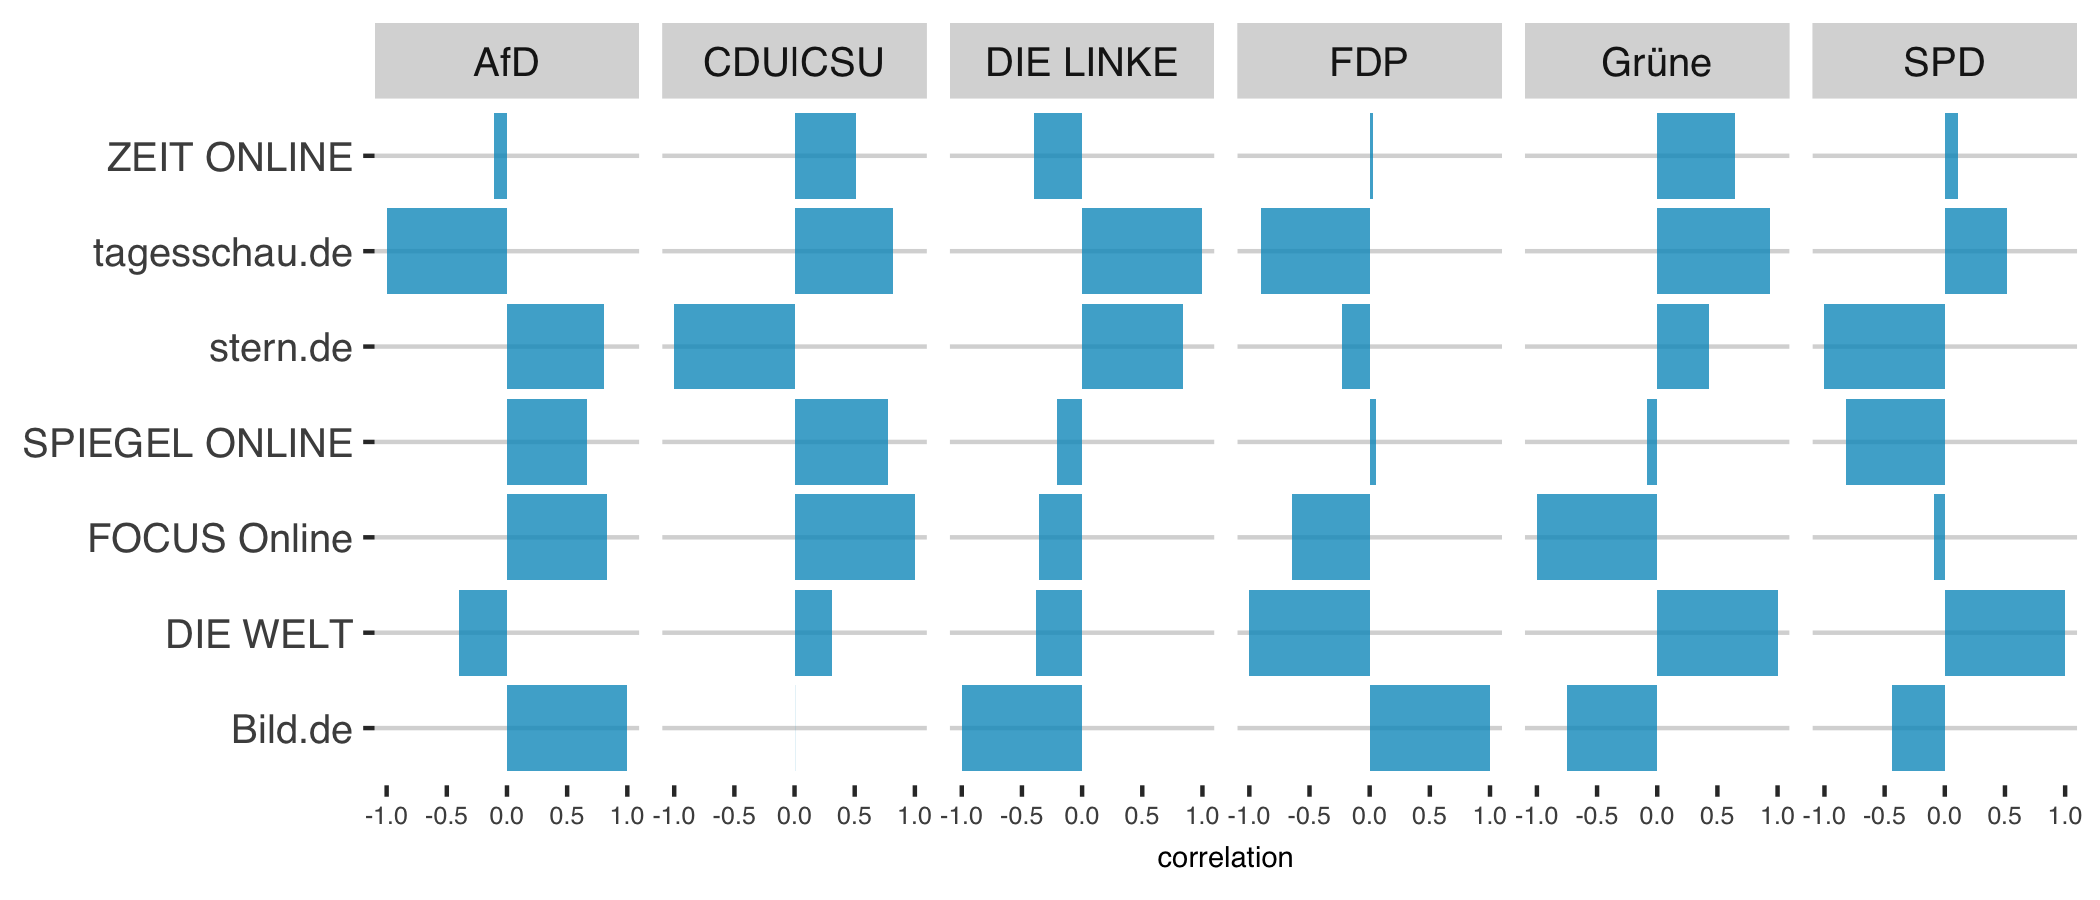 AfD CDUlCSU DIE LINKE FDP Grüne SPD
ZEIT ONLINE
tagesschau.de
stern.de
SPIEGEL ONLINE
FOCUS Online
DIE WELT
Bild.de
-1.0 -0.5 0.0 0.5 1.0 -1.0 -0.5 0.0 0.5 1.0 -1.0 -0.5 0.0 0.5 1.0 -1.0 -0.5 0.0 0.5 1.0 -1.0 -0.5 0.0 0.5 1.0 -1.0 -0.5 0.0 0.5 1.0
correlation